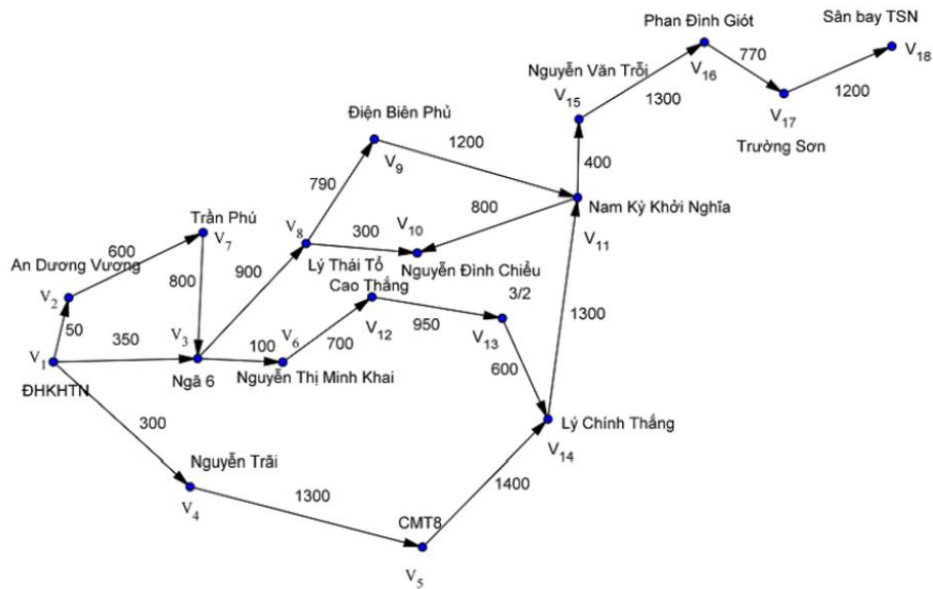 Phan Đình Giót
Sân bay TSN
V18
770
V16
Nguyễn Văn Trỗi
V15
1300
1200
V17
Trường Sơn
Điện Biên Phủ
1200
V9
400
790
Trần Phú
V7
V8
V10
800
Nam Kỳ Khởi Nghĩa
V11
600
300
An Dương Vương
800
900
Lý Thái Tổ
Nguyễn Đình Chiểu
V2
Cao Thắng
3/2
V12
950
V13
1300
50
350
V3
V6
V1
100
700
600
ĐHKHTN
Ngã 6
Nguyễn Thị Minh Khai
300
Lý Chính Thắng
V14
Nguyễn Trãi
1300
1400
V4
CMT8
V5